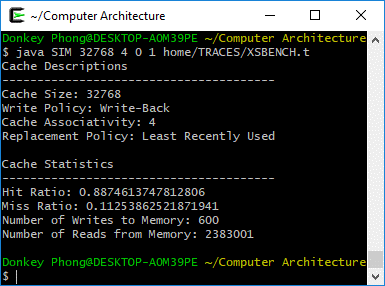 ~/Computer Architecture
Donkey Phong@DESKTOP-AOM39PE ~/Computer Architecture
$ java SIM 32768 4 0 1 home/TRACES/XSBENCH.t
Cache Descriptions
--------------------------------------
Cache Size: 32768
Write Policy: Write-Back
Cache Associativity: 4
Replacement Policy: Least Recently Used
Cache Statistics
--------------------------------------
Hit Ratio: 0.8874613747812806
Miss Ratio: 0.11253862521871941
Number of Writes to Memory: 600
Number of Reads from Memory: 2383001
Donkey Phong@DESKTOP-AOM39PE ~/Computer Architecture
$